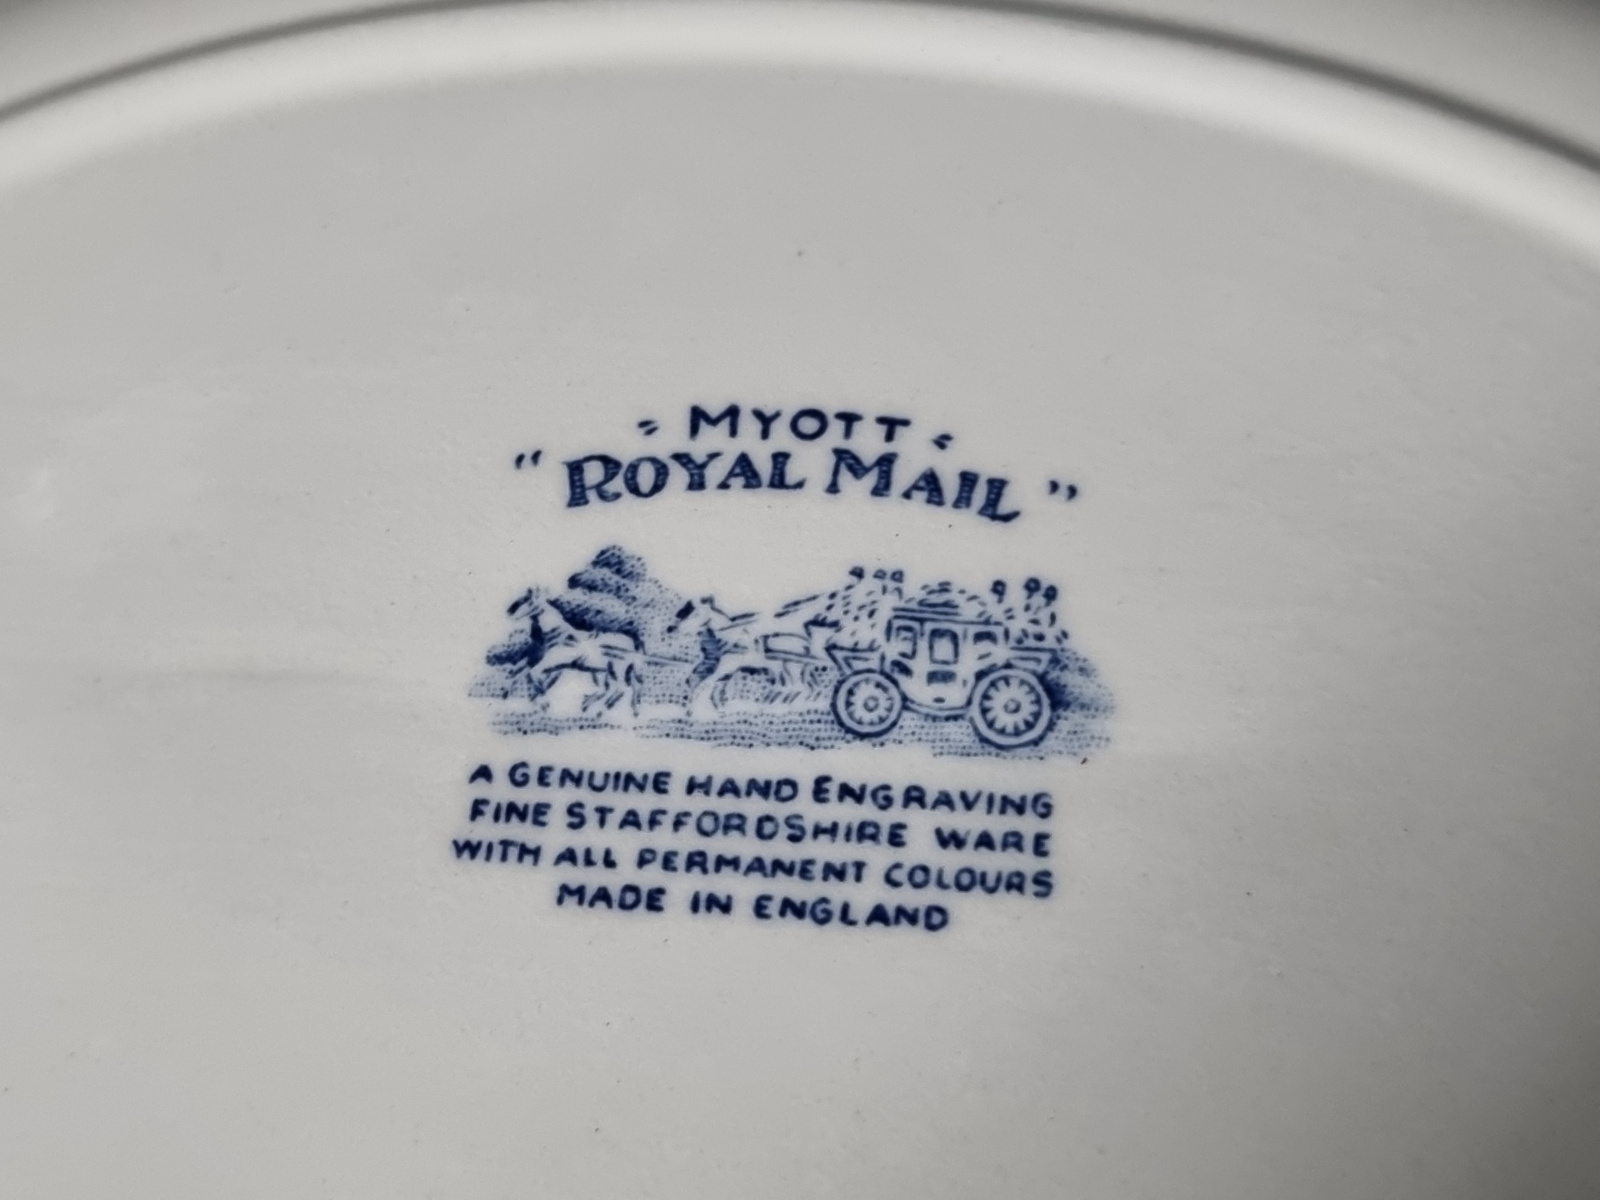 MYOTT
"ROYAL MAIL"
A GENUINE HAND ENGRAVING
FINE STAFFORDSHIRE WARE
WITH ALL PERMANENT COLOURS
MADE IN ENGLAND